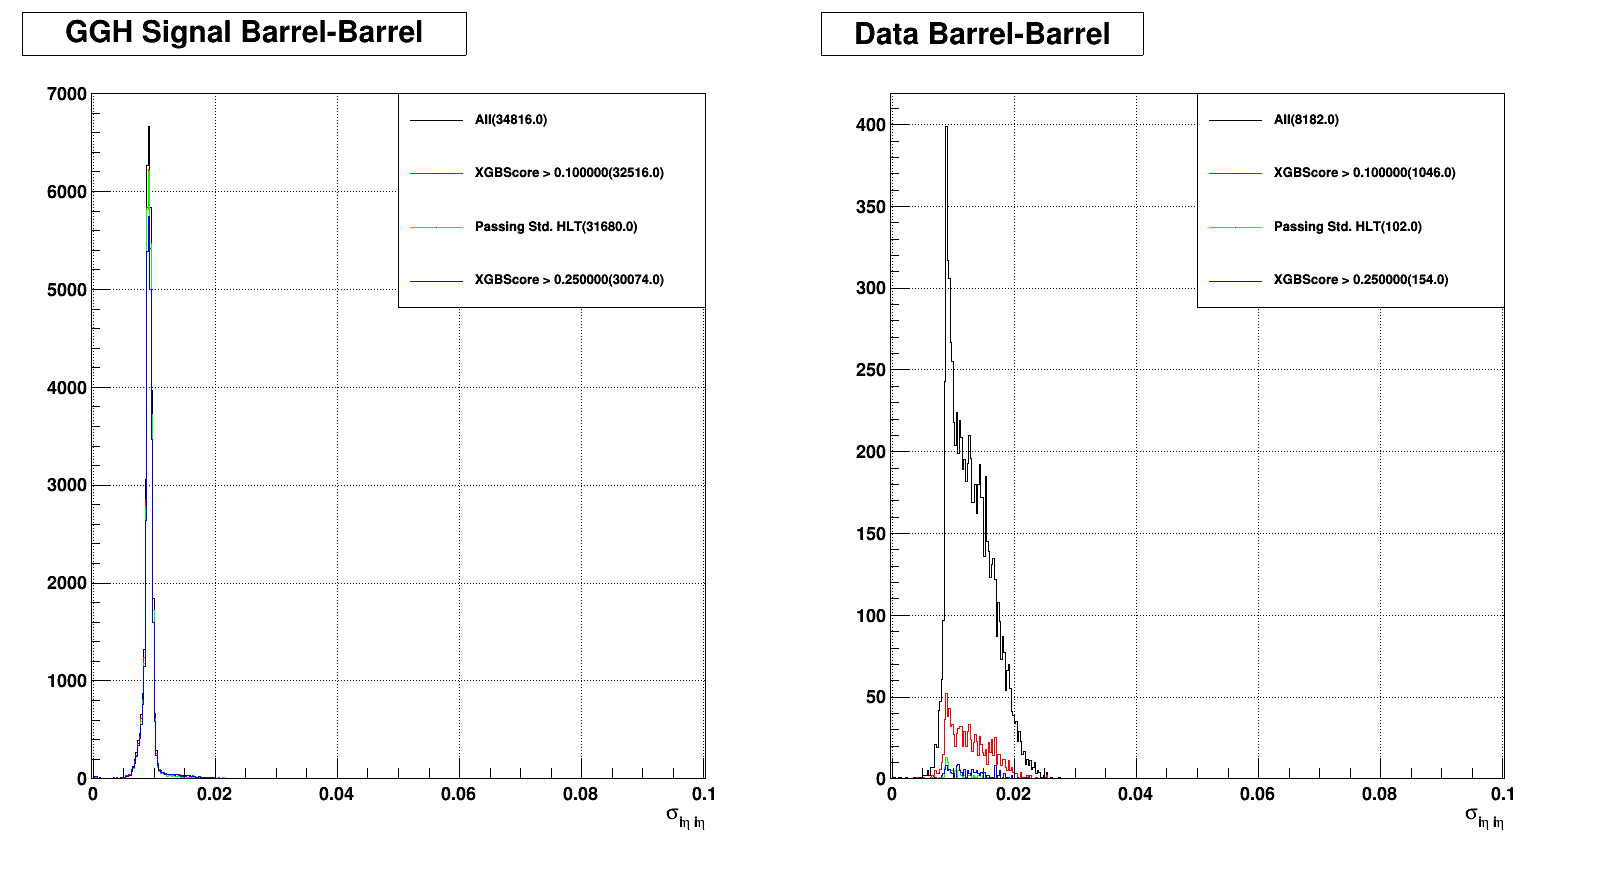 GGH Signal Barrel-Barrel
7000
6000
5000
4000
3000
2000
1000
0
All(34816.0)
XGBScore > 0.100000(32516.0)
Passing Std. HLT(31680.0)
XGBScore > 0.250000(30074.0)
0 0.02 0.04 0.06 0.08 0.1
σiη iη
Data Barrel-Barrel
400
350
300
250
200
150
100
50
0
All(8182.0)
XGBScore > 0.100000(1046.0)
Passing Std. HLT(102.0)
XGBScore > 0.250000(154.0)
0 0.02 0.04 0.06 0.08 0.1
σiη iη